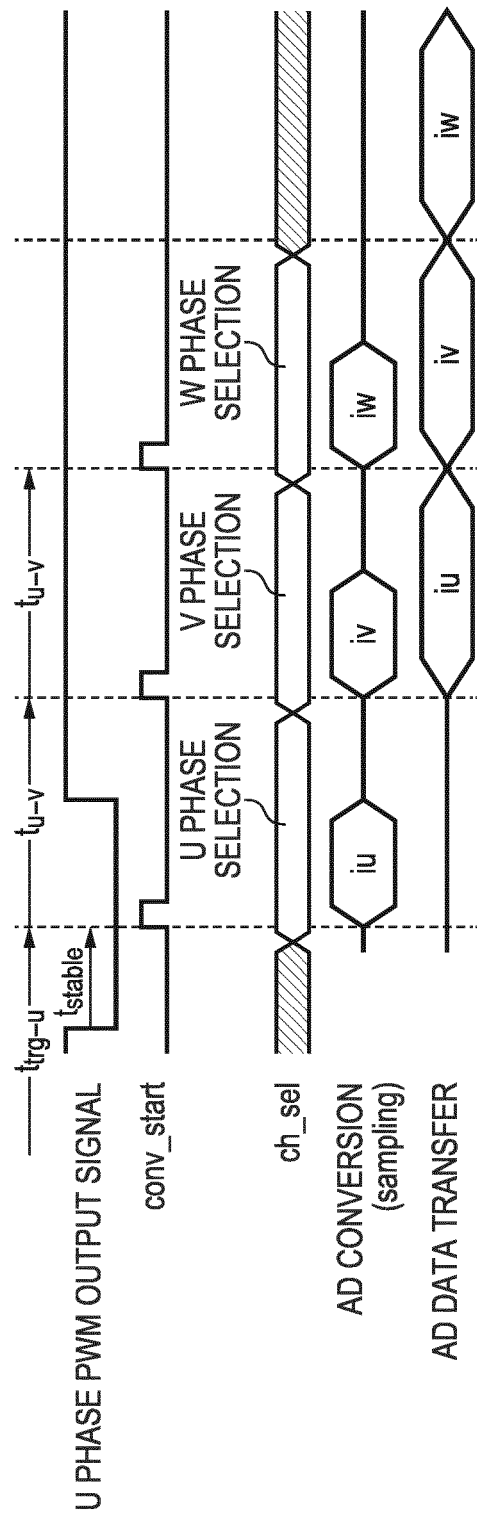 t_trg-u
t_u-v
t_u-v
t_stable
U PHASE PWM OUTPUT SIGNAL
conv_start
U PHASE
SELECTION
V PHASE
SELECTION
W PHASE
SELECTION
ch_sel
AD CONVERSION
(sampling)
iu
iv
iw
AD DATA TRANSFER
iu
iv
iw